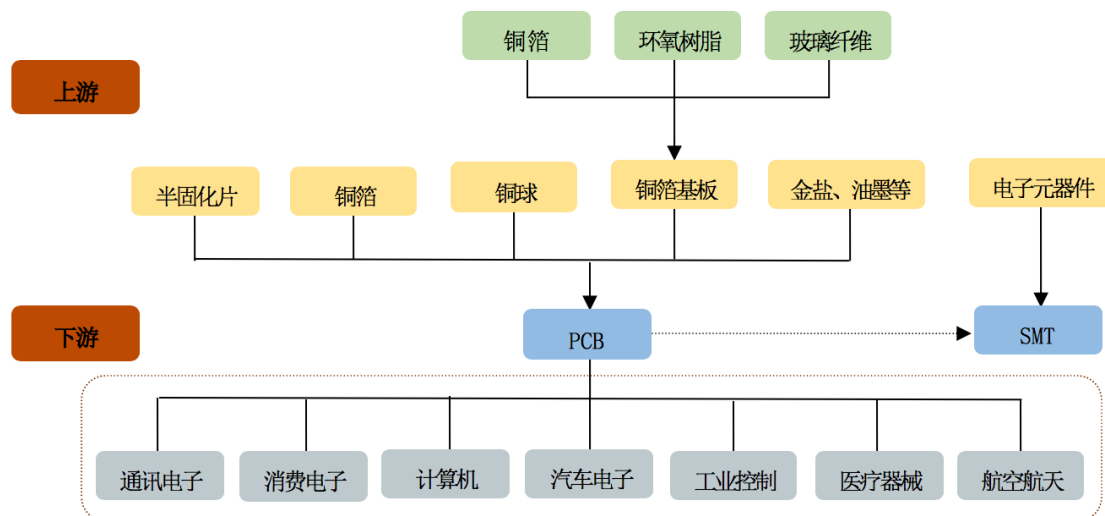 铜箔
环氧树脂
玻璃纤维
上游
半固化片
铜箔
铜球
铜箔基板
金盐、油墨等
电子元器件
下游
PCB
SMT
通讯电子
消费电子
计算机
汽车电子
工业控制
医疗器械
航空航天